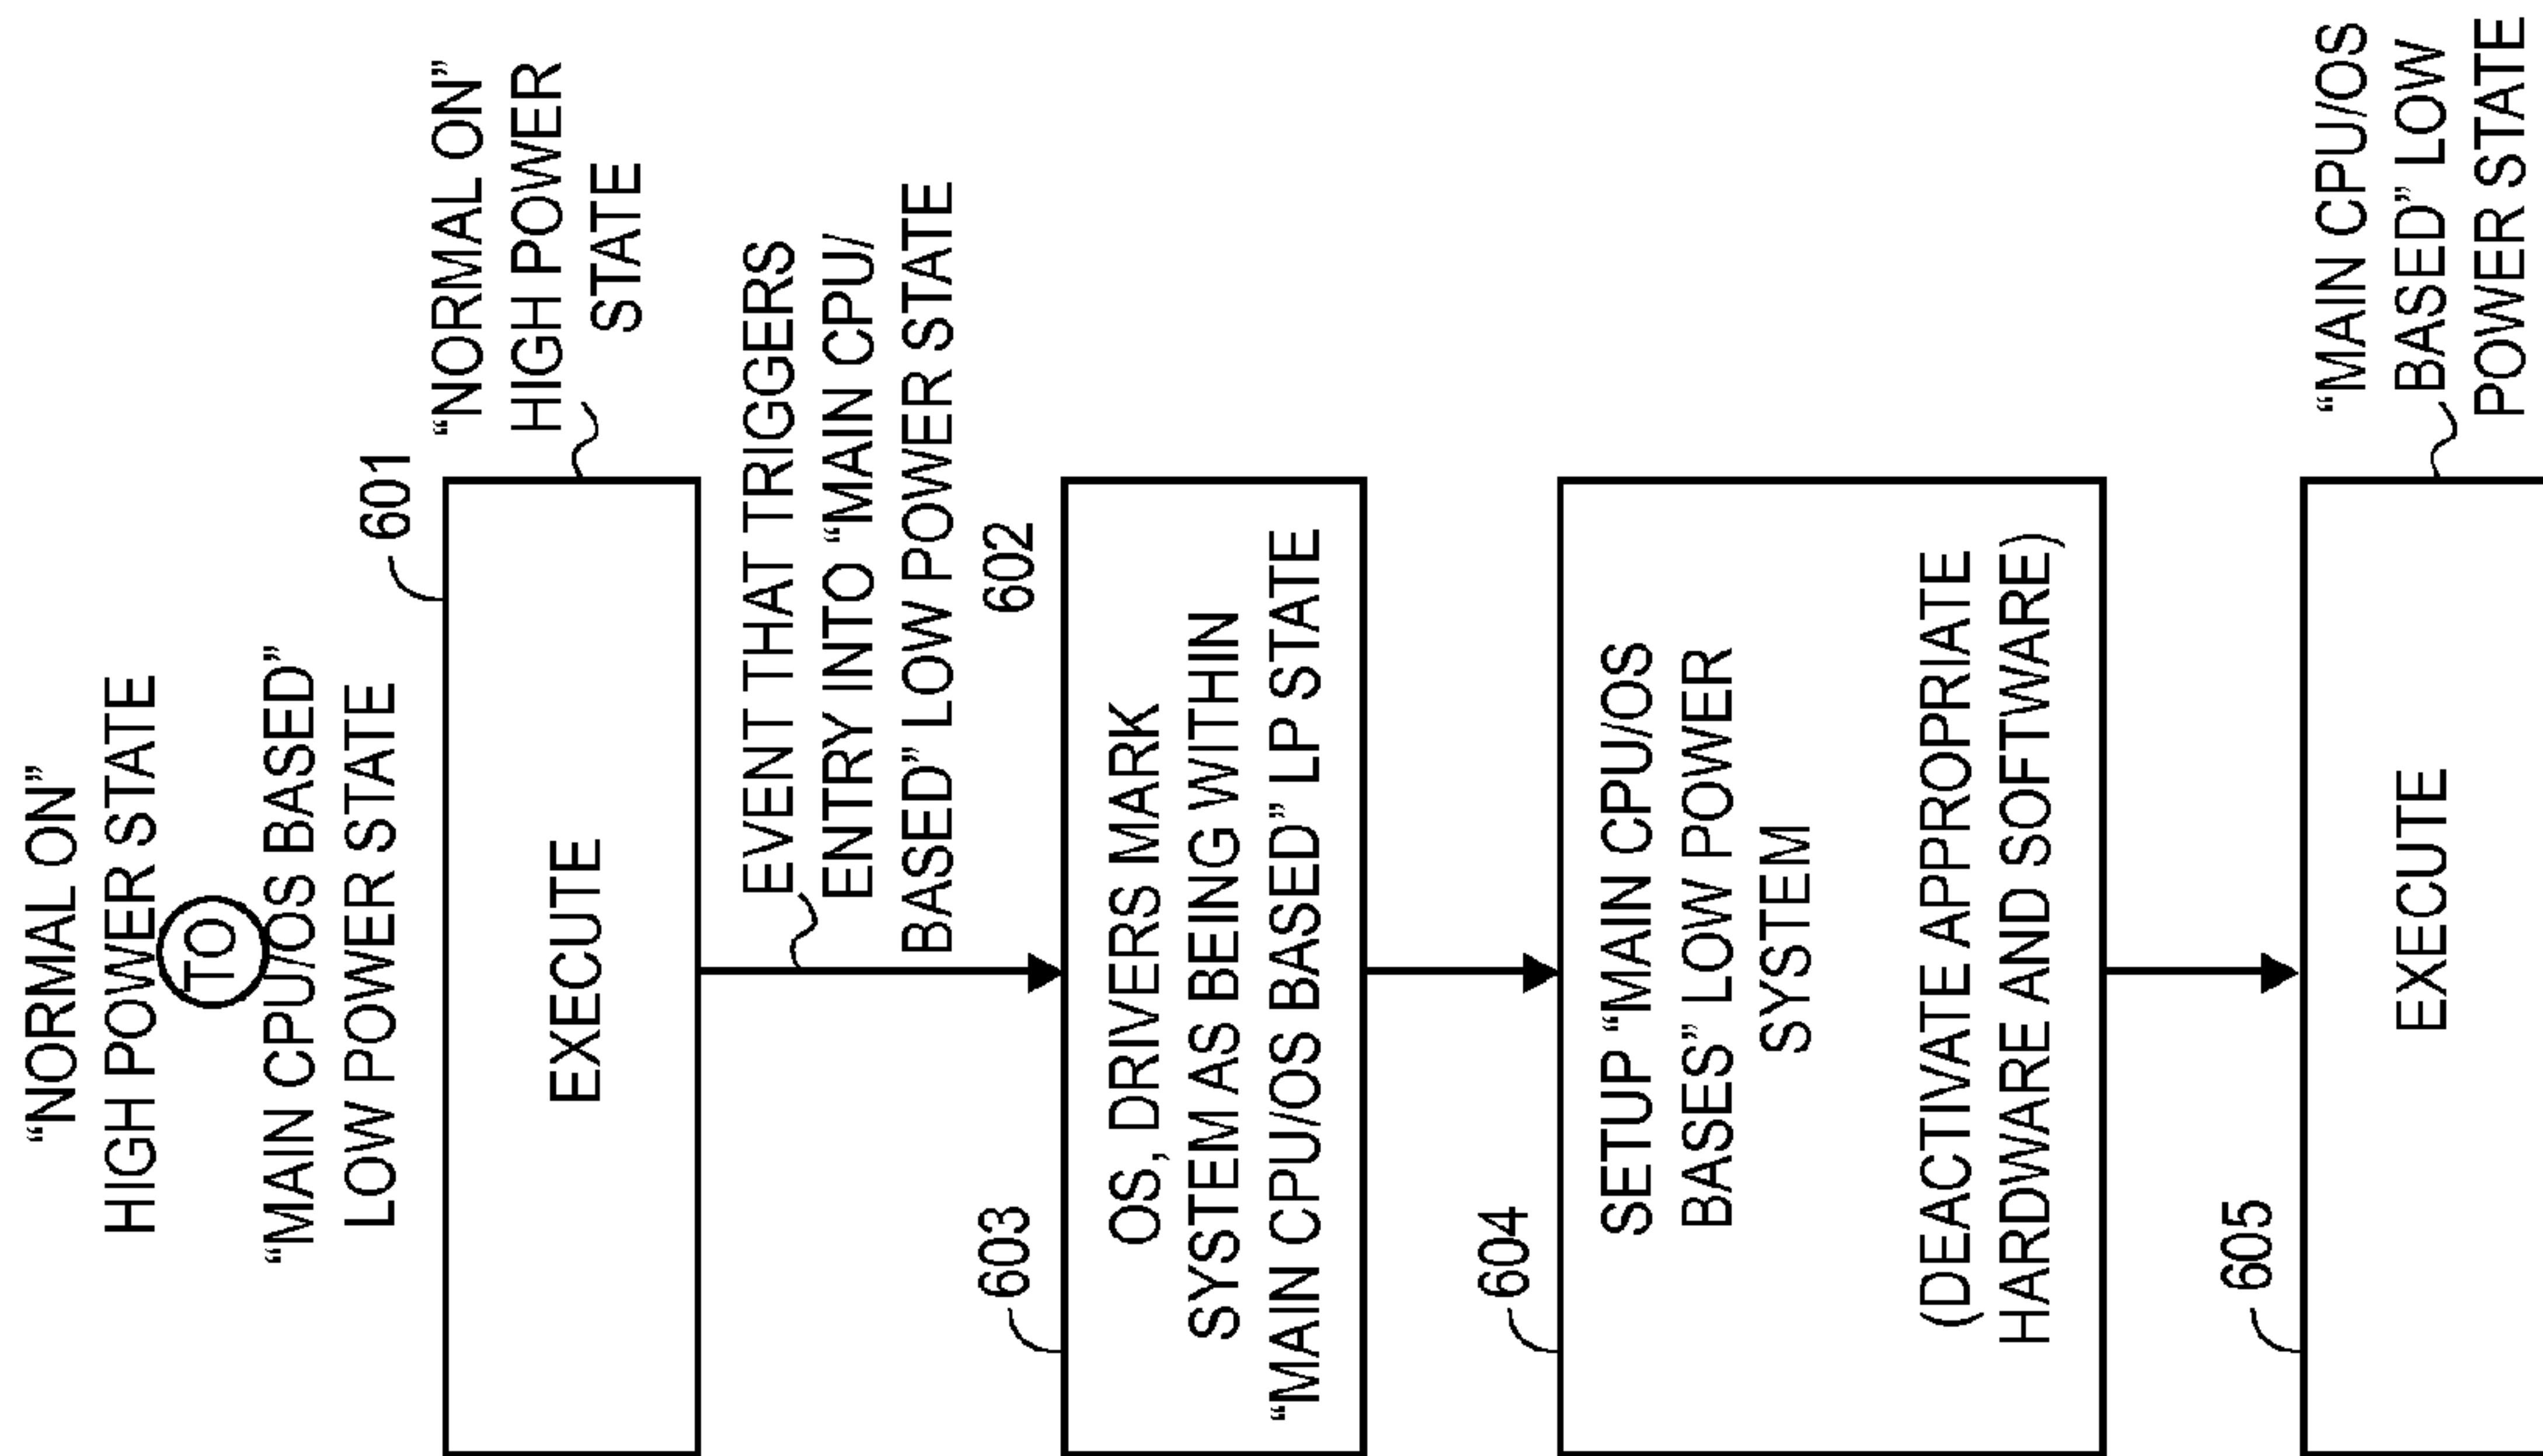 “NORMAL ON”
HIGH POWER STATE
TO
“MAIN CPU/OS BASED”
LOW POWER STATE
601
“NORMAL ON”
HIGH POWER
STATE
EXECUTE
EVENT THAT TRIGGERS
ENTRY INTO “MAIN CPU/
BASED” LOW POWER STATE
602
603
OS, DRIVERS MARK
SYSTEM AS BEING WITHIN
“MAIN CPU/OS BASED” LP STATE
604
SETUP “MAIN CPU/OS
BASES” LOW POWER
SYSTEM
(DEACTIVATE APPROPRIATE
HARDWARE AND SOFTWARE)
605
“MAIN CPU/OS
BASED” LOW
POWER STATE
EXECUTE